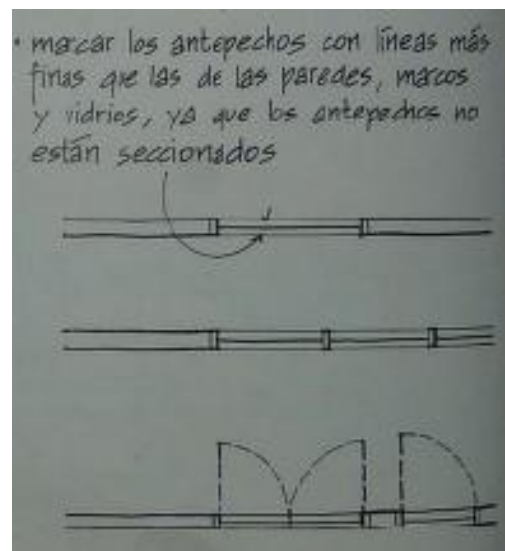 • marcar los antepechos con líneas más
finas que las de las paredes, marcos
y vidrios, ya que los antepechos no
están seccionados